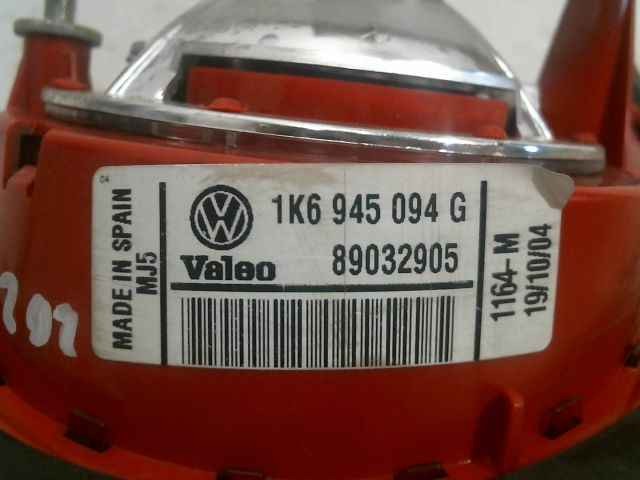 MADE IN SPAIN
MJ5
1K6 945 094 G
Valeo
89032905
1164-M
19/10/04